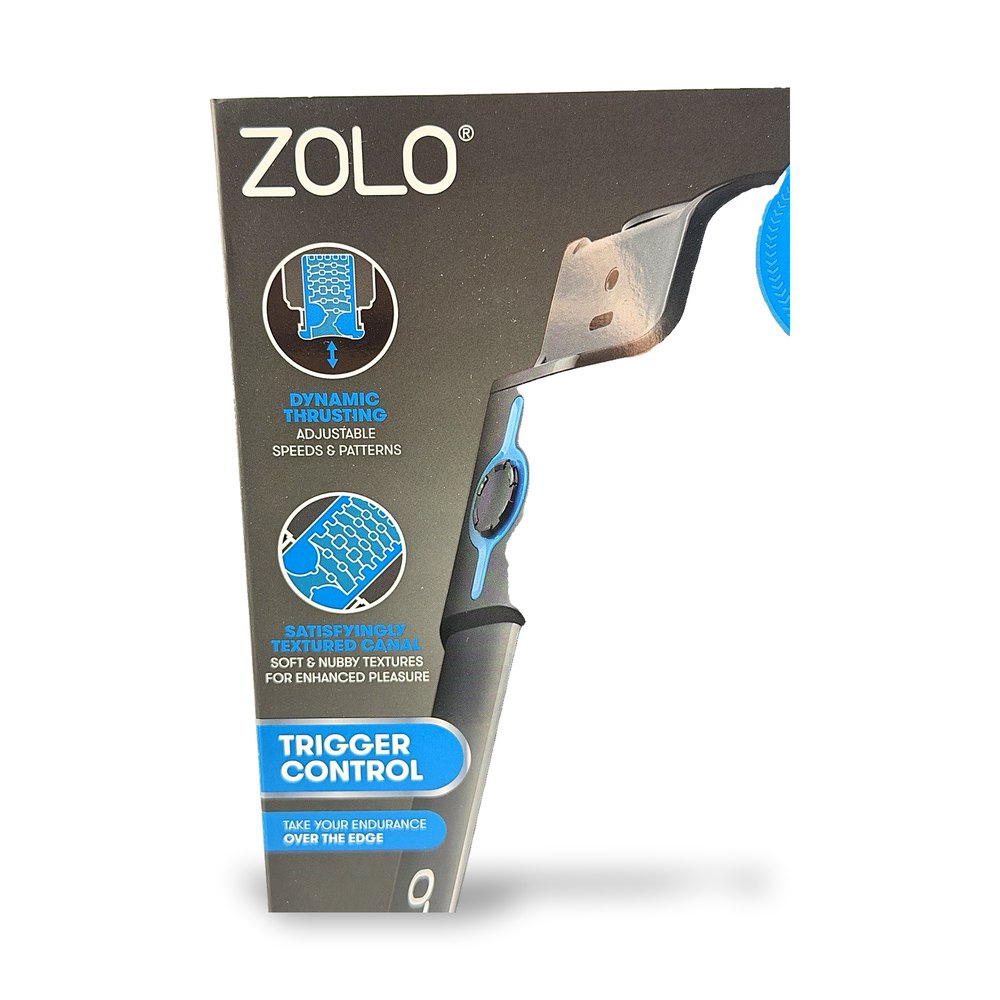 ZOLO®
DYNAMIC
THRUSTING
ADJUSTABLE
SPEEDS & PATTERNS
SATISFYINGLY
TEXTURED CANAL
SOFT & NUBBY TEXTURES
FOR ENHANCED PLEASURE
TRIGGER
CONTROL
TAKE YOUR ENDURANCE
OVER THE EDGE